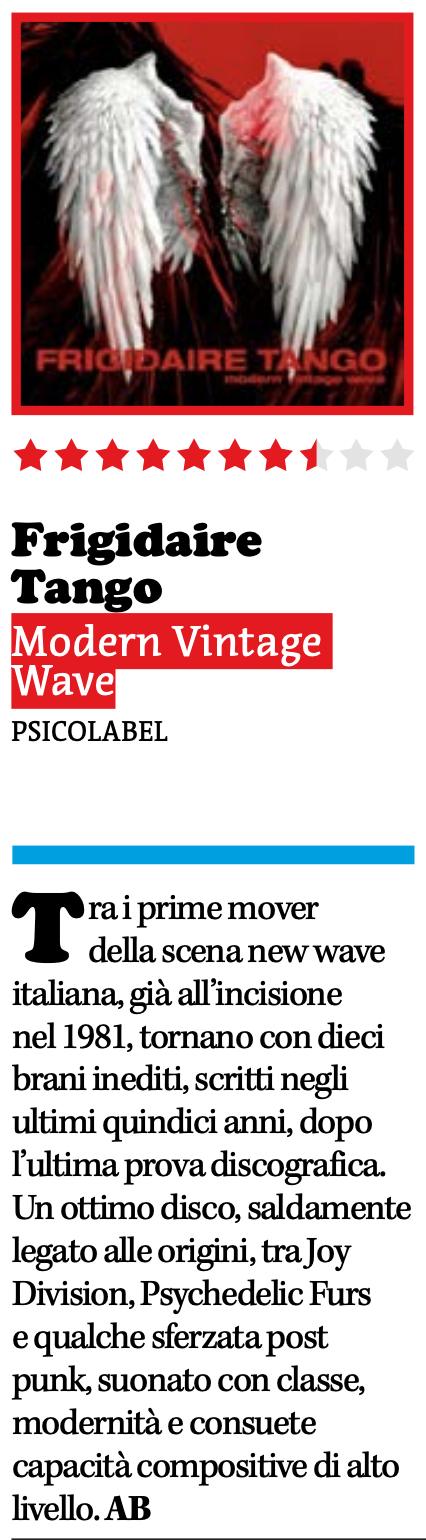 FRIGIDAIRE TANGO
modern vintage wave
Frigidaire
Tango
Modern Vintage
Wave
PSICOLABEL
Tra i prime mover
della scena new wave
italiana, già all'incisione
nel 1981, tornano con dieci
brani inediti, scritti negli
ultimi quindici anni, dopo
l'ultima prova discografica.
Un ottimo disco, saldamente
legato alle origini, tra Joy
Division, Psychedelic Furs
e qualche sferzata post
punk, suonato con classe,
modernità e consuete
capacità compositive di alto
livello. AB